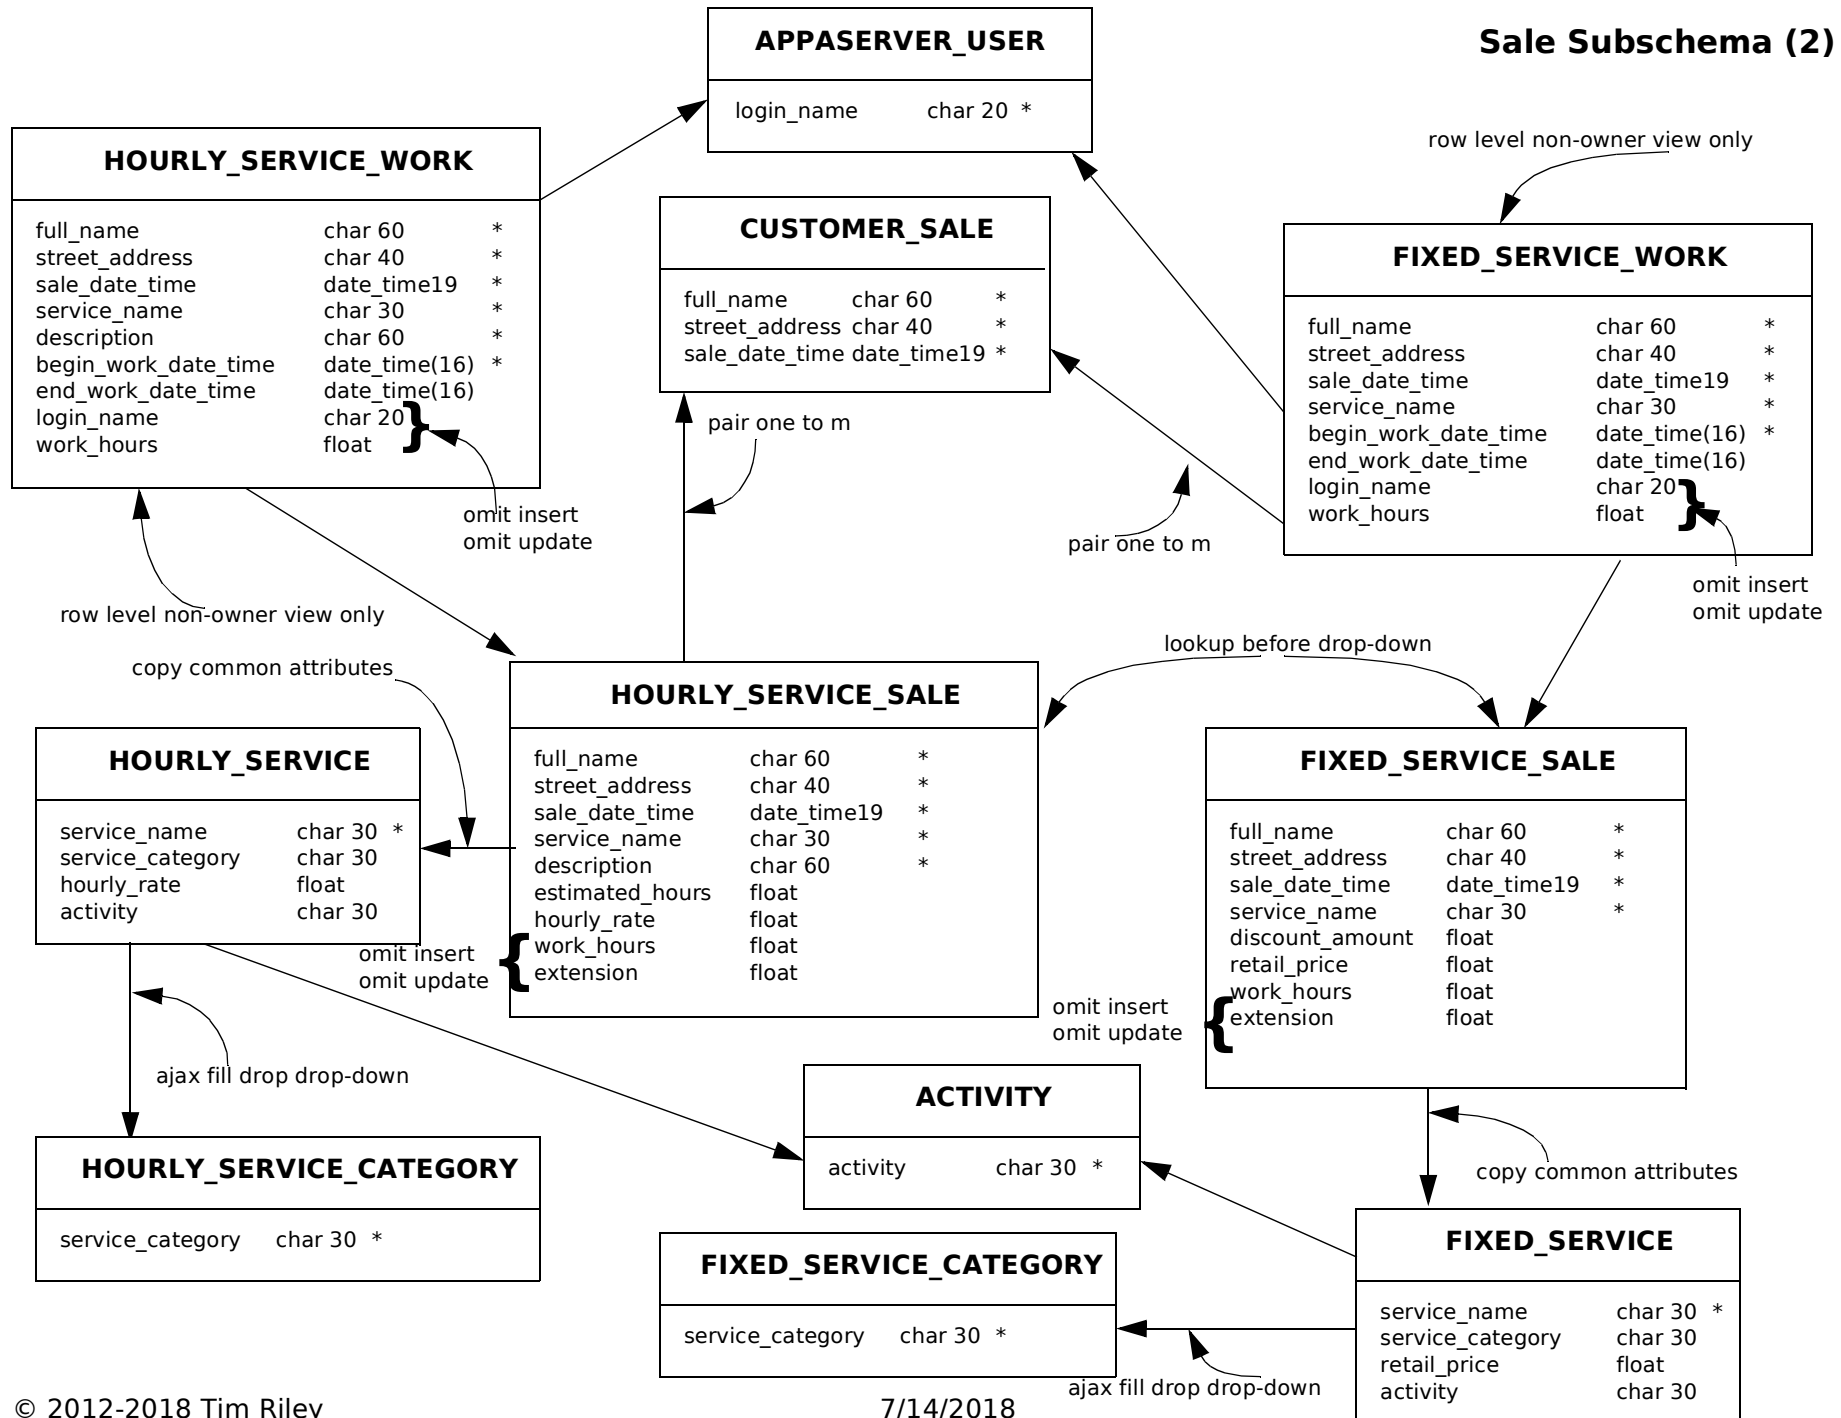 Sale Subschema (2)
APPASERVER_USER
login_name char 20 *
HOURLY_SERVICE_WORK
full_name char 60 *
street_address char 40 *
sale_date_time date_time19 *
service_name char 30 *
description char 60 *
begin_work_date_time date_time(16) *
end_work_date_time date_time(16)
login_name char 20
work_hours float
}
omit insert
omit update
row level non-owner view only
CUSTOMER_SALE
full_name char 60 *
street_address char 40 *
sale_date_time date_time19 *
pair one to m
row level non-owner view only
FIXED_SERVICE_WORK
full_name char 60 *
street_address char 40 *
sale_date_time date_time19 *
service_name char 30 *
begin_work_date_time date_time(16) *
end_work_date_time date_time(16)
login_name char 20
work_hours float
}
pair one to m
omit insert
omit update
lookup before drop-down
copy common attributes
HOURLY_SERVICE_SALE
full_name char 60 *
street_address char 40 *
sale_date_time date_time19 *
service_name char 30 *
description char 60 *
estimated_hours float
hourly_rate float
work_hours float
extension float
{
omit insert
omit update
HOURLY_SERVICE
service_name char 30 *
service_category char 30
hourly_rate float
activity char 30
FIXED_SERVICE_SALE
full_name char 60 *
street_address char 40 *
sale_date_time date_time19 *
service_name char 30 *
discount_amount float
retail_price float
work_hours float
extension float
{
omit insert
omit update
ajax fill drop drop-down
ACTIVITY
activity char 30 *
copy common attributes
HOURLY_SERVICE_CATEGORY
service_category char 30 *
FIXED_SERVICE_CATEGORY
service_category char 30 *
FIXED_SERVICE
service_name char 30 *
service_category char 30
retail_price float
activity char 30
ajax fill drop drop-down
© 2012-2018 Tim Riley
7/14/2018